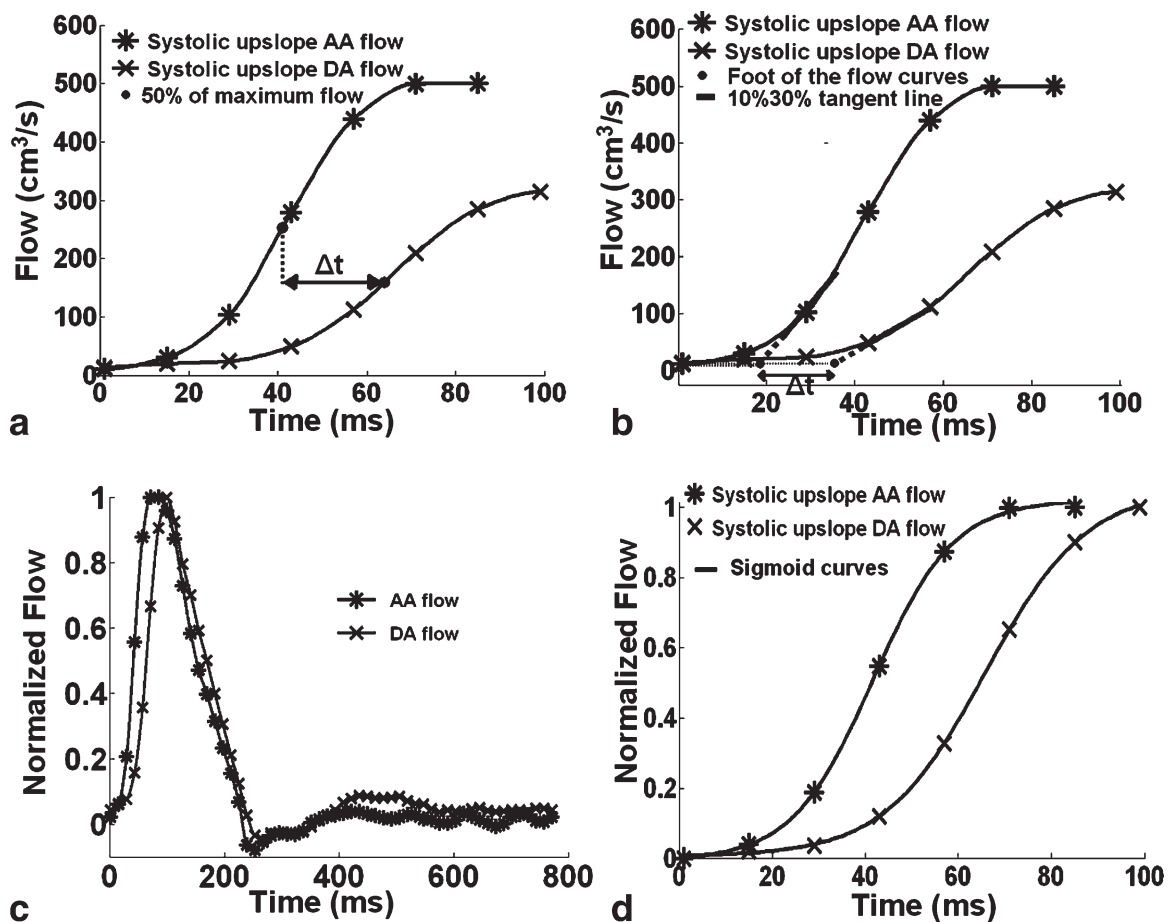 600
500
400
300
200
100
0
Flow (cm³/s)
Systolic upslope AA flow
Systolic upslope DA flow
50% of maximum flow
Δt
0 20 40 60 80 100
Time (ms)
a
600
500
400
300
200
100
0
Flow (cm³/s)
Systolic upslope AA flow
Systolic upslope DA flow
Foot of the flow curves
10%30% tangent line
Δt
20 40 60 80 100
Time (ms)
b
1
0.8
0.6
0.4
0.2
0
Normalized Flow
AA flow
DA flow
0 200 400 600 800
Time (ms)
c
1
0.8
0.6
0.4
0.2
0
Normalized Flow
Systolic upslope AA flow
Systolic upslope DA flow
Sigmoid curves
0 20 40 60 80 100
Time (ms)
d